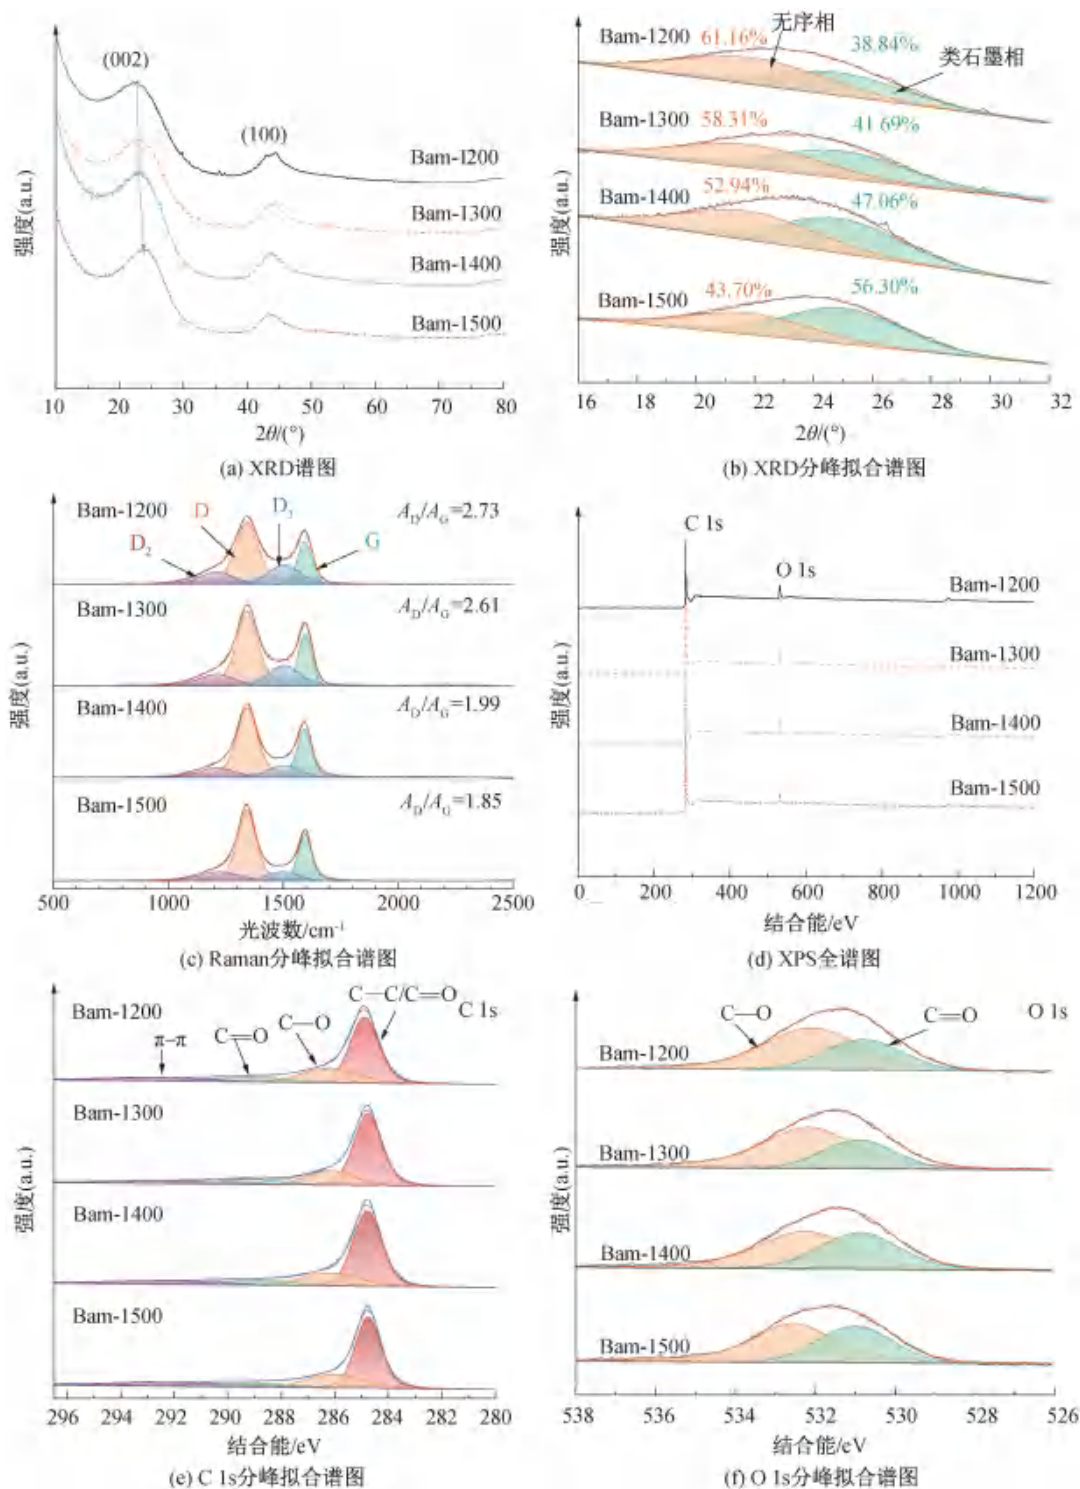 (002)
(100)
Bam-1200
Bam-1300
Bam-1400
Bam-1500
强度(a.u.)
10 20 30 40 50 60 70 80
2θ/(°)
(a) XRD谱图
无序相
Bam-1200 61.16% 38.84%
类石墨相
Bam-1300 58.31% 41.69%
Bam-1400 52.94% 47.06%
Bam-1500 43.70% 56.30%
强度(a.u.)
16 18 20 22 24 26 28 30 32
2θ/(°)
(b) XRD分峰拟合谱图
Bam-1200 D D3 AD/AG=2.73
D2 G
Bam-1300 AD/AG=2.61
Bam-1400 AD/AG=1.99
Bam-1500 AD/AG=1.85
强度(a.u.)
500 1000 1500 2000 2500
光波数/cm⁻¹
(c) Raman分峰拟合谱图
C 1s
O 1s
Bam-1200
Bam-1300
Bam-1400
Bam-1500
强度(a.u.)
0 200 400 600 800 1000 1200
结合能/eV
(d) XPS全谱图
Bam-1200 C—C/C=O C 1s
π–π C=O C—O
Bam-1300
Bam-1400
Bam-1500
强度(a.u.)
296 294 292 290 288 286 284 282 280
结合能/eV
(e) C 1s分峰拟合谱图
C—O C=O O 1s
Bam-1200
Bam-1300
Bam-1400
Bam-1500
强度(a.u.)
538 536 534 532 530 528 526
结合能/eV
(f) O 1s分峰拟合谱图